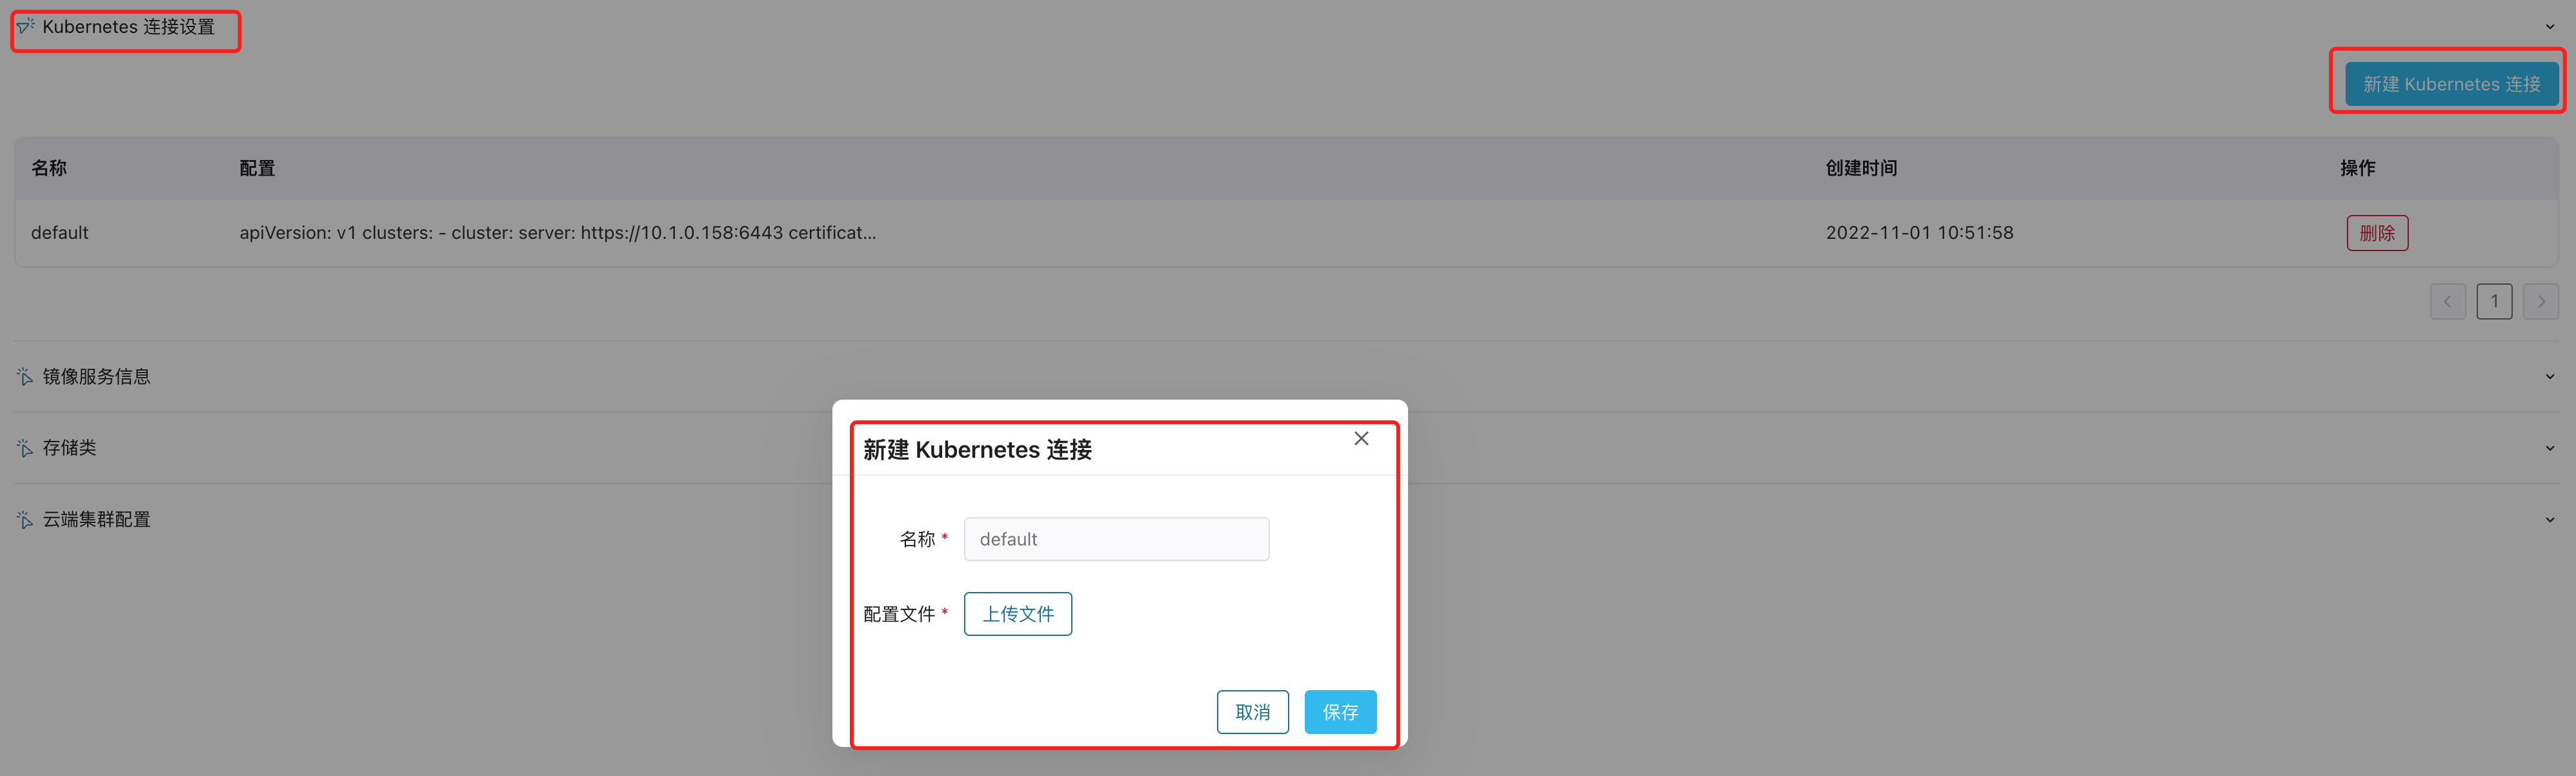 Kubernetes 连接设置
新建 Kubernetes 连接
名称 配置 创建时间 操作
default apiVersion: v1 clusters: - cluster: server: https://10.1.0.158:6443 certificat... 2022-11-01 10:51:58 删除
1
镜像服务信息
存储类
云端集群配置
新建 Kubernetes 连接
名称 * default
配置文件 * 上传文件
取消 保存